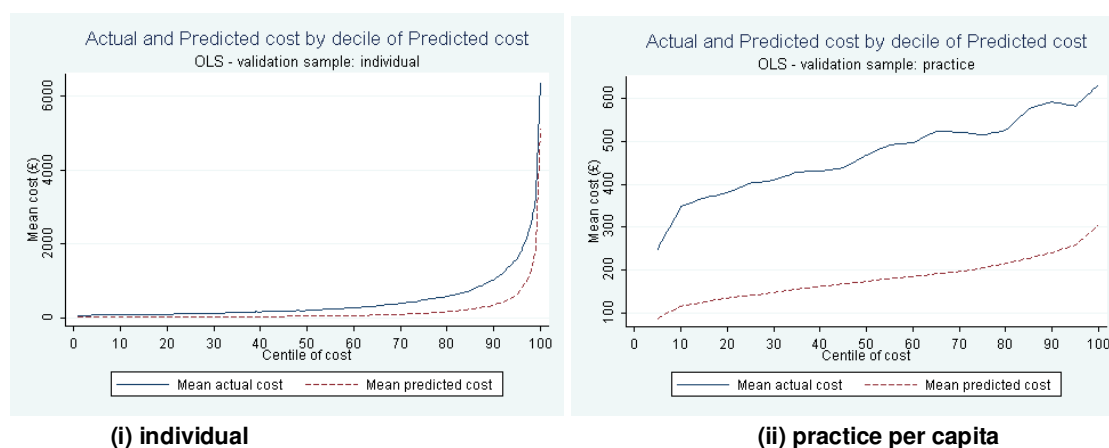 Actual and Predicted cost by decile of Predicted cost
OLS - validation sample: individual
Mean cost (£)
6000
4000
2000
0
0 10 20 30 40 50 60 70 80 90 100
Centile of cost
Mean actual cost Mean predicted cost
(i) individual
Actual and Predicted cost by decile of Predicted cost
OLS - validation sample: practice
Mean cost (£)
600
500
400
300
200
100
0 10 20 30 40 50 60 70 80 90 100
Centile of cost
Mean actual cost Mean predicted cost
(ii) practice per capita